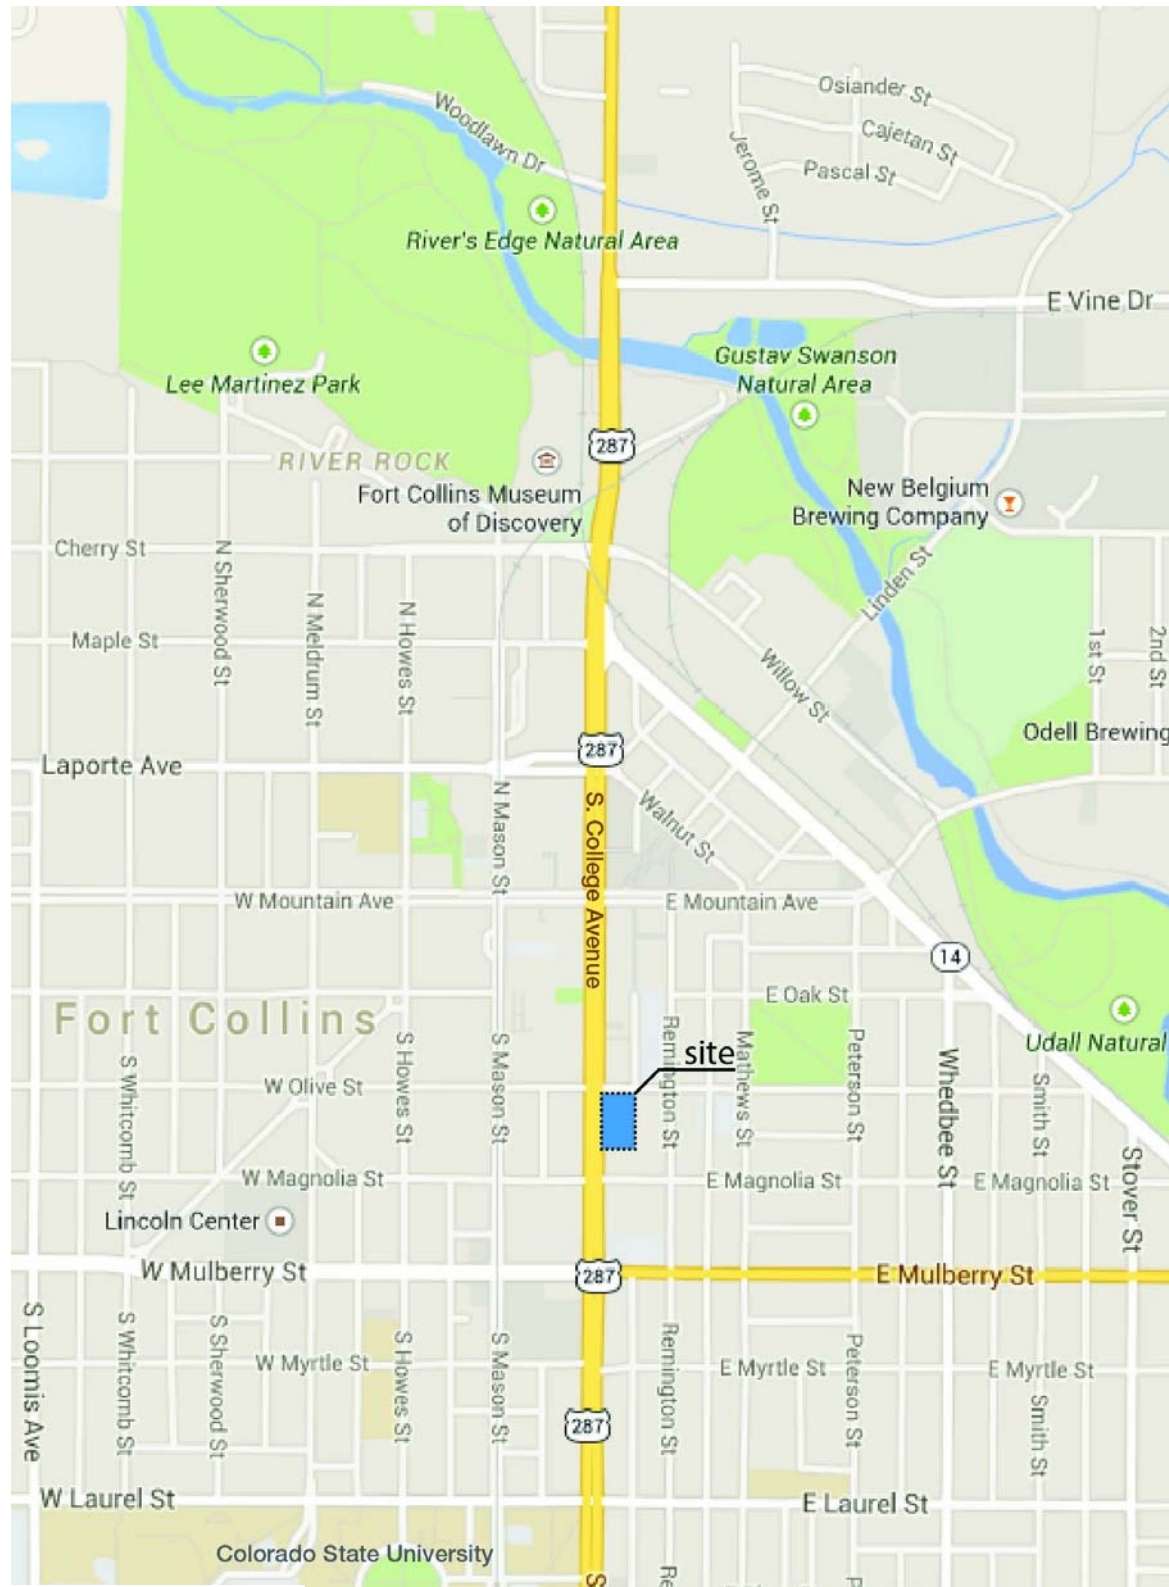 Osiander St
Woodlawn Dr
Cajetan St
Jerome St
Pascal St
River's Edge Natural Area
E Vine Dr
Gustav Swanson
Natural Area
Lee Martinez Park
287
RIVER ROCK
Fort Collins Museum
of Discovery
New Belgium
Brewing Company
Cherry St
N Sherwood St
Linden St
N Meldrum St
N Howes St
Maple St
1st St
2nd St
Willow St
Odell Brewing
287
Laporte Ave
N Mason St
S. College Avenue
Walnut St
W Mountain Ave
E Mountain Ave
14
E Oak St
Fort Collins
S Howes St
S Mason St
Remington St
site
Mathews St
Peterson St
Udall Natural
Whedbee St
Smith St
S Whitcomb St
W Olive St
W Magnolia St
E Magnolia St
E Magnolia St
Stover St
Lincoln Center
W Mulberry St
287
E Mulberry St
S Loomis Ave
S Whitcomb St
S Sherwood St
W Myrtle St
S Howes St
S Mason St
Remington St
E Myrtle St
Peterson St
E Myrtle St
Smith St
287
W Laurel St
E Laurel St
Colorado State University
S
Re
P